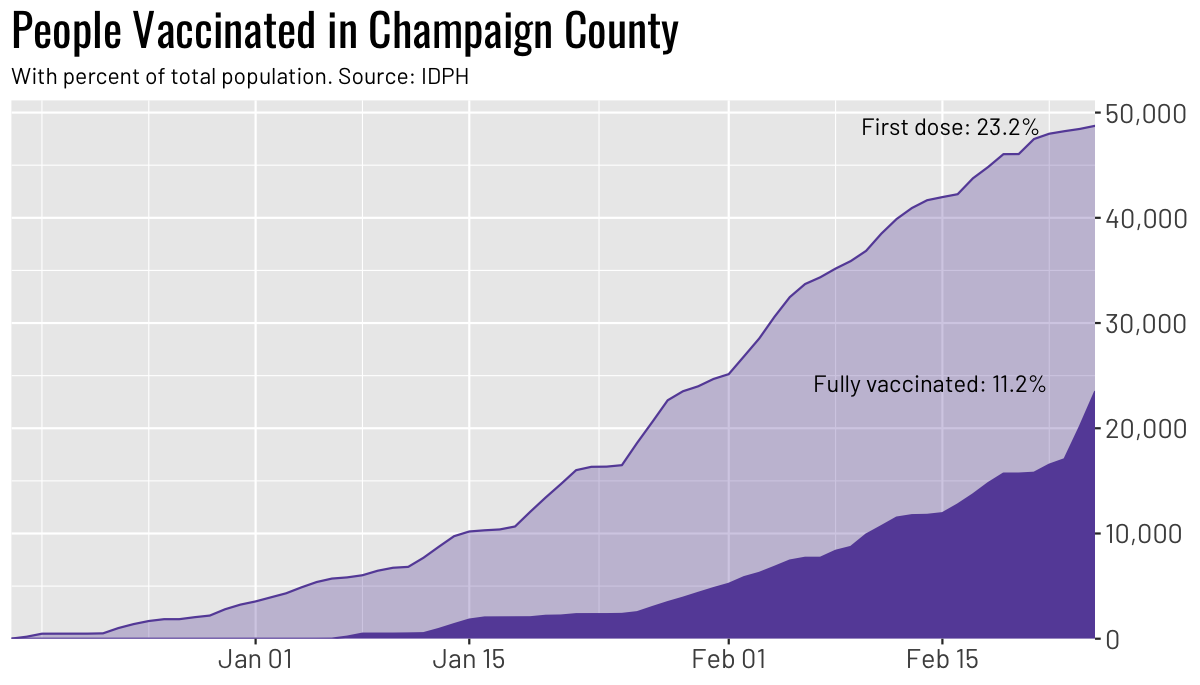 People Vaccinated in Champaign County
With percent of total population. Source: IDPH
50,000
First dose: 23.2%
40,000
30,000
Fully vaccinated: 11.2%
20,000
10,000
0
Jan 01 Jan 15 Feb 01 Feb 15